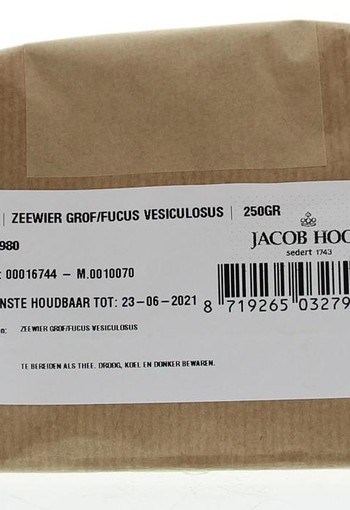 ZEEWIER GROF/FUCUS VESICULOSUS | 250GR
980
JACOB HOO
sedert 1743
: 00016744 – M.0010070
NSTE HOUDBAAR TOT: 23-06-2021
8 719265 03279
en: ZEEWIER GROF/FUCUS VESICULOSUS
TE BEREIDEN ALS THEE. DROOG, KOEL EN DONKER BEWAREN.